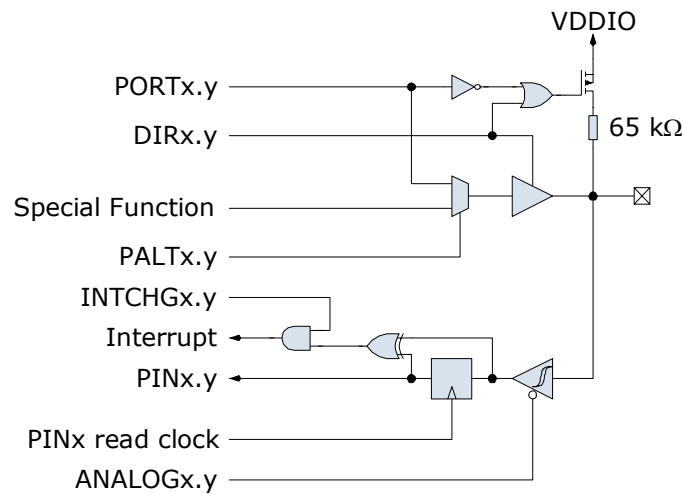 VDDIO
PORTx.y
DIRx.y
65 kΩ
Special Function
PALTx.y
INTCHGx.y
Interrupt
PINx.y
PINx read clock
ANALOGx.y